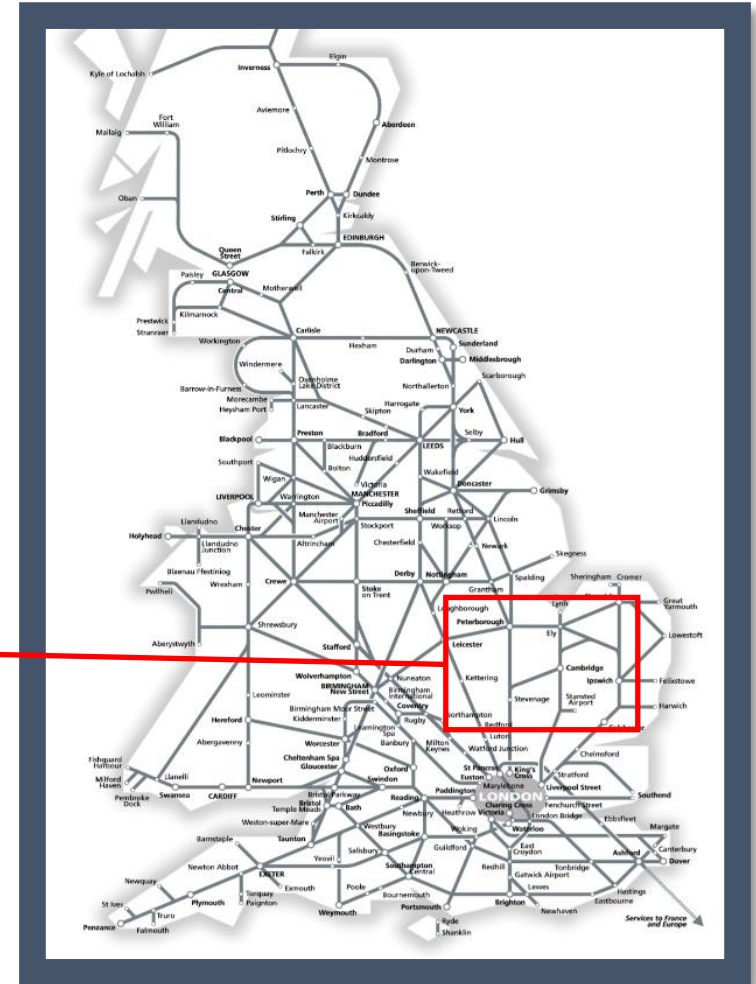 Elgin
Inverness
Kyle of Lochalsh
Aviemore
Fort
William
Mallaig
Aberdeen
Pitlochry
Montrose
Perth
Dundee
Oban
Stirling
Kirkcaldy
EDINBURGH
Queen
Street
Falkirk
Berwick-
upon-Tweed
Paisley
GLASGOW
Central
Motherwell
Prestwick
Kilmarnock
Stranraer
Carlisle
NEWCASTLE
Workington
Hexham
Sunderland
Durham
Darlington
Middlesbrough
Windermere
Scarborough
Oxenholme
Lake District
Northallerton
Barrow-in-Furness
Morecambe
Heysham Port
Lancaster
Harrogate
York
Skipton
Blackpool
Preston
Bradford
Selby
Hull
Blackburn
LEEDS
Southport
Huddersfield
Bolton
Wakefield
Wigan
Victoria
Doncaster
Grimsby
LIVERPOOL
Warrington
MANCHESTER
Piccadilly
Manchester
Airport
Sheffield
Retford
Llandudno
Stockport
Worksop
Lincoln
Holyhead
Chester
Llandudno
Junction
Altrincham
Chesterfield
Newark
Skegness
Blaenau Ffestiniog
Wrexham
Crewe
Stoke
on Trent
Derby
Nottingham
Spalding
Sheringham
Cromer
Pwllheli
Grantham
Loughborough
Lynn
Great
Yarmouth
Shrewsbury
Peterborough
Ely
Lowestoft
Aberystwyth
Stafford
Leicester
Cambridge
Wolverhampton
Nuneaton
Kettering
Ipswich
Felixstowe
BIRMINGHAM
New Street
Birmingham
International
Stansted
Airport
Leominster
Birmingham Moor Street
Coventry
Stevenage
Harwich
Kidderminster
Rugby
Northampton
Hereford
Leamington
Spa
Bedford
Abergavenny
Worcester
Banbury
Milton
Keynes
Luton
Watford Junction
Chelmsford
Cheltenham Spa
Gloucester
Oxford
St Pancras
Euston
King's
Cross
Stratford
Fishguard
Harbour
Llanelli
Newport
Swindon
Marylebone
Liverpool Street
Milford
Haven
Pembroke
Dock
Swansea
CARDIFF
Bristol Parkway
Paddington
LONDON
Southend
Bristol
Temple Meads
Bath
Reading
Charing Cross
Fenchurch Street
Newbury
Heathrow
Victoria
London Bridge
Ebbsfleet
Weston-super-Mare
Westbury
Basingstoke
Woking
Waterloo
Margate
Barnstaple
Taunton
Salisbury
Guildford
East
Croydon
Canterbury
Yeovil
Redhill
Tonbridge
Ashford
Dover
Newton Abbot
EXETER
Southampton
Central
Gatwick Airport
Newquay
Exmouth
Poole
Lewes
Hastings
Torquay
Paignton
Bournemouth
Eastbourne
St Ives
Plymouth
Weymouth
Portsmouth
Brighton
Newhaven
Truro
Penzance
Falmouth
Ryde
Shanklin
Services to France
and Europe